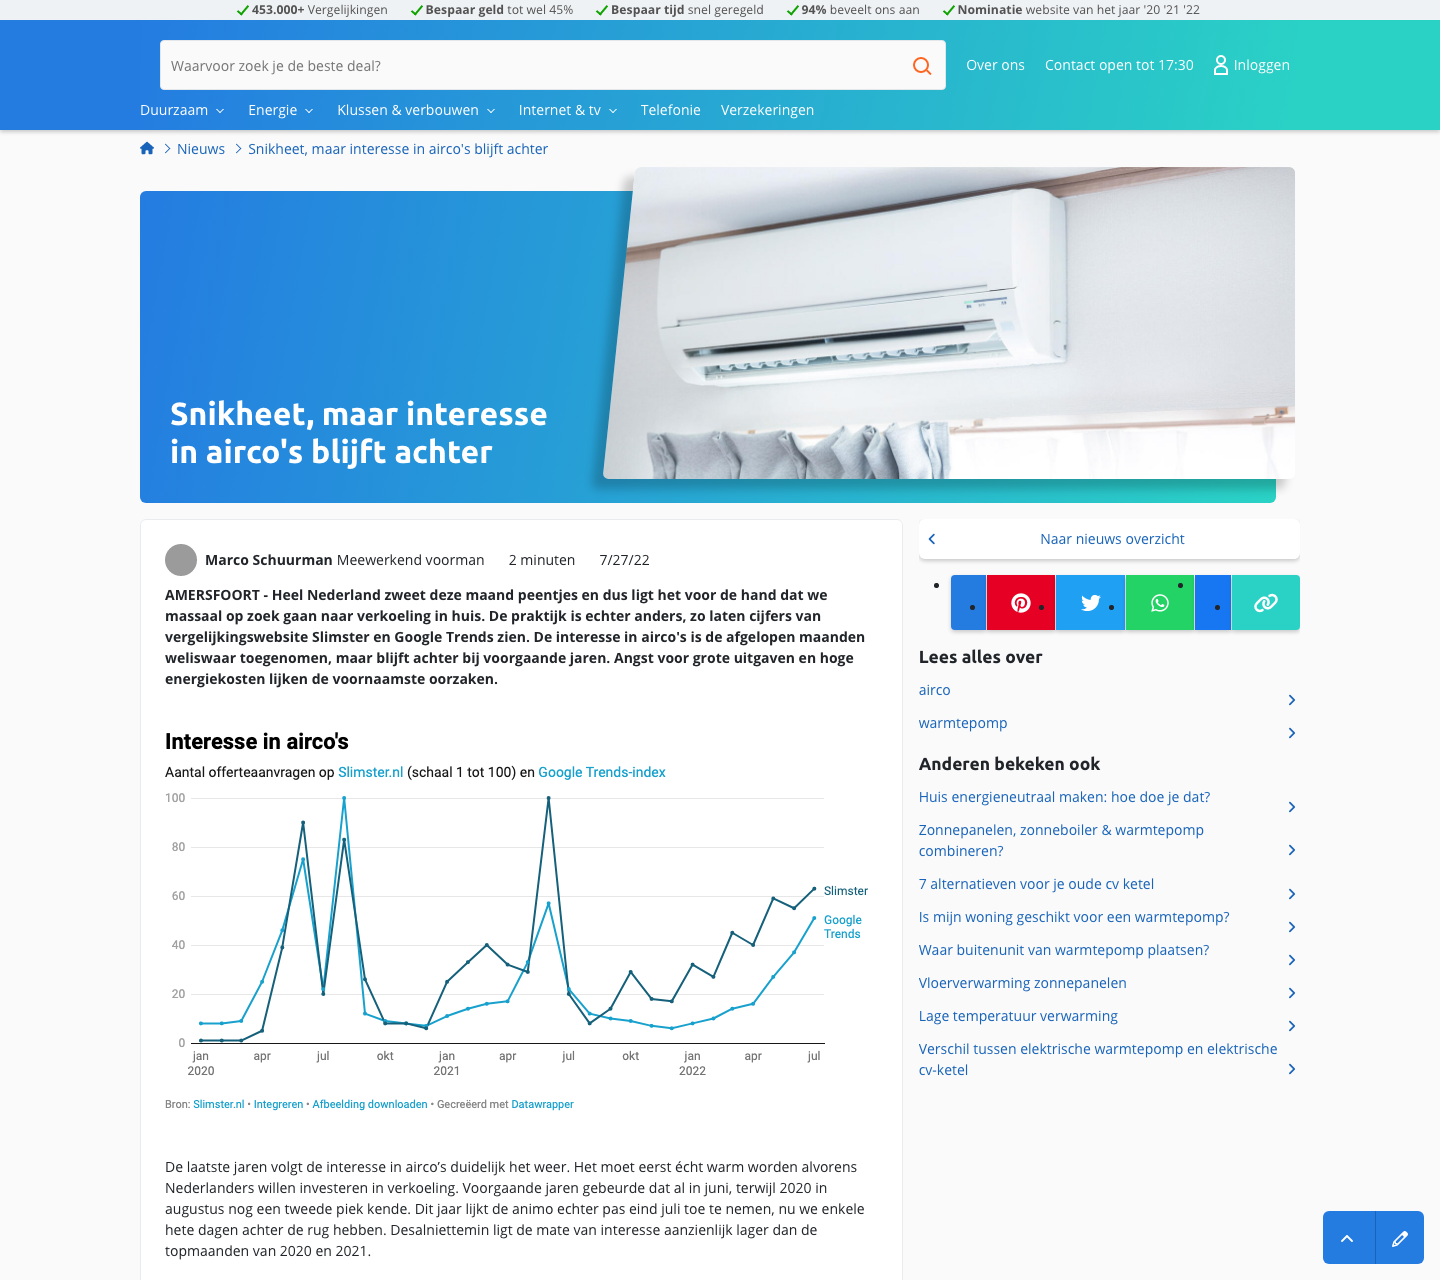 453.000+ Vergelijkingen Bespaar geld tot wel 45% Bespaar tijd snel geregeld 94% beveelt ons aan Nominatie website van het jaar '20 '21 '22
Waarvoor zoek je de beste deal? Over ons Contact open tot 17:30 Inloggen
Duurzaam Energie Klussen & verbouwen Internet & tv Telefonie Verzekeringen
Nieuws Snikheet, maar interesse in airco's blijft achter
Snikheet, maar interesse
in airco's blijft achter
Marco Schuurman Meewerkend voorman 2 minuten 7/27/22
AMERSFOORT - Heel Nederland zweet deze maand peentjes en dus ligt het voor de hand dat we
massaal op zoek gaan naar verkoeling in huis. De praktijk is echter anders, zo laten cijfers van
vergelijkingswebsite Slimster en Google Trends zien. De interesse in airco's is de afgelopen maanden
weliswaar toegenomen, maar blijft achter bij voorgaande jaren. Angst voor grote uitgaven en hoge
energiekosten lijken de voornaamste oorzaken.
Interesse in airco's
Aantal offerteaanvragen op Slimster.nl (schaal 1 tot 100) en Google Trends-index
100
80
60
40
20
0
Slimster
Google
Trends
jan apr jul okt jan apr jul okt jan apr jul
2020 2021 2022
Bron: Slimster.nl • Integreren • Afbeelding downloaden • Gecreëerd met Datawrapper
De laatste jaren volgt de interesse in airco’s duidelijk het weer. Het moet eerst écht warm worden alvorens
Nederlanders willen investeren in verkoeling. Voorgaande jaren gebeurde dat al in juni, terwijl 2020 in
augustus nog een tweede piek kende. Dit jaar lijkt de animo echter pas eind juli toe te nemen, nu we enkele
hete dagen achter de rug hebben. Desalniettemin ligt de mate van interesse aanzienlijk lager dan de
topmaanden van 2020 en 2021.
Naar nieuws overzicht
Lees alles over
airco
warmtepomp
Anderen bekeken ook
Huis energieneutraal maken: hoe doe je dat?
Zonnepanelen, zonneboiler & warmtepomp
combineren?
7 alternatieven voor je oude cv ketel
Is mijn woning geschikt voor een warmtepomp?
Waar buitenunit van warmtepomp plaatsen?
Vloerverwarming zonnepanelen
Lage temperatuur verwarming
Verschil tussen elektrische warmtepomp en elektrische
cv-ketel